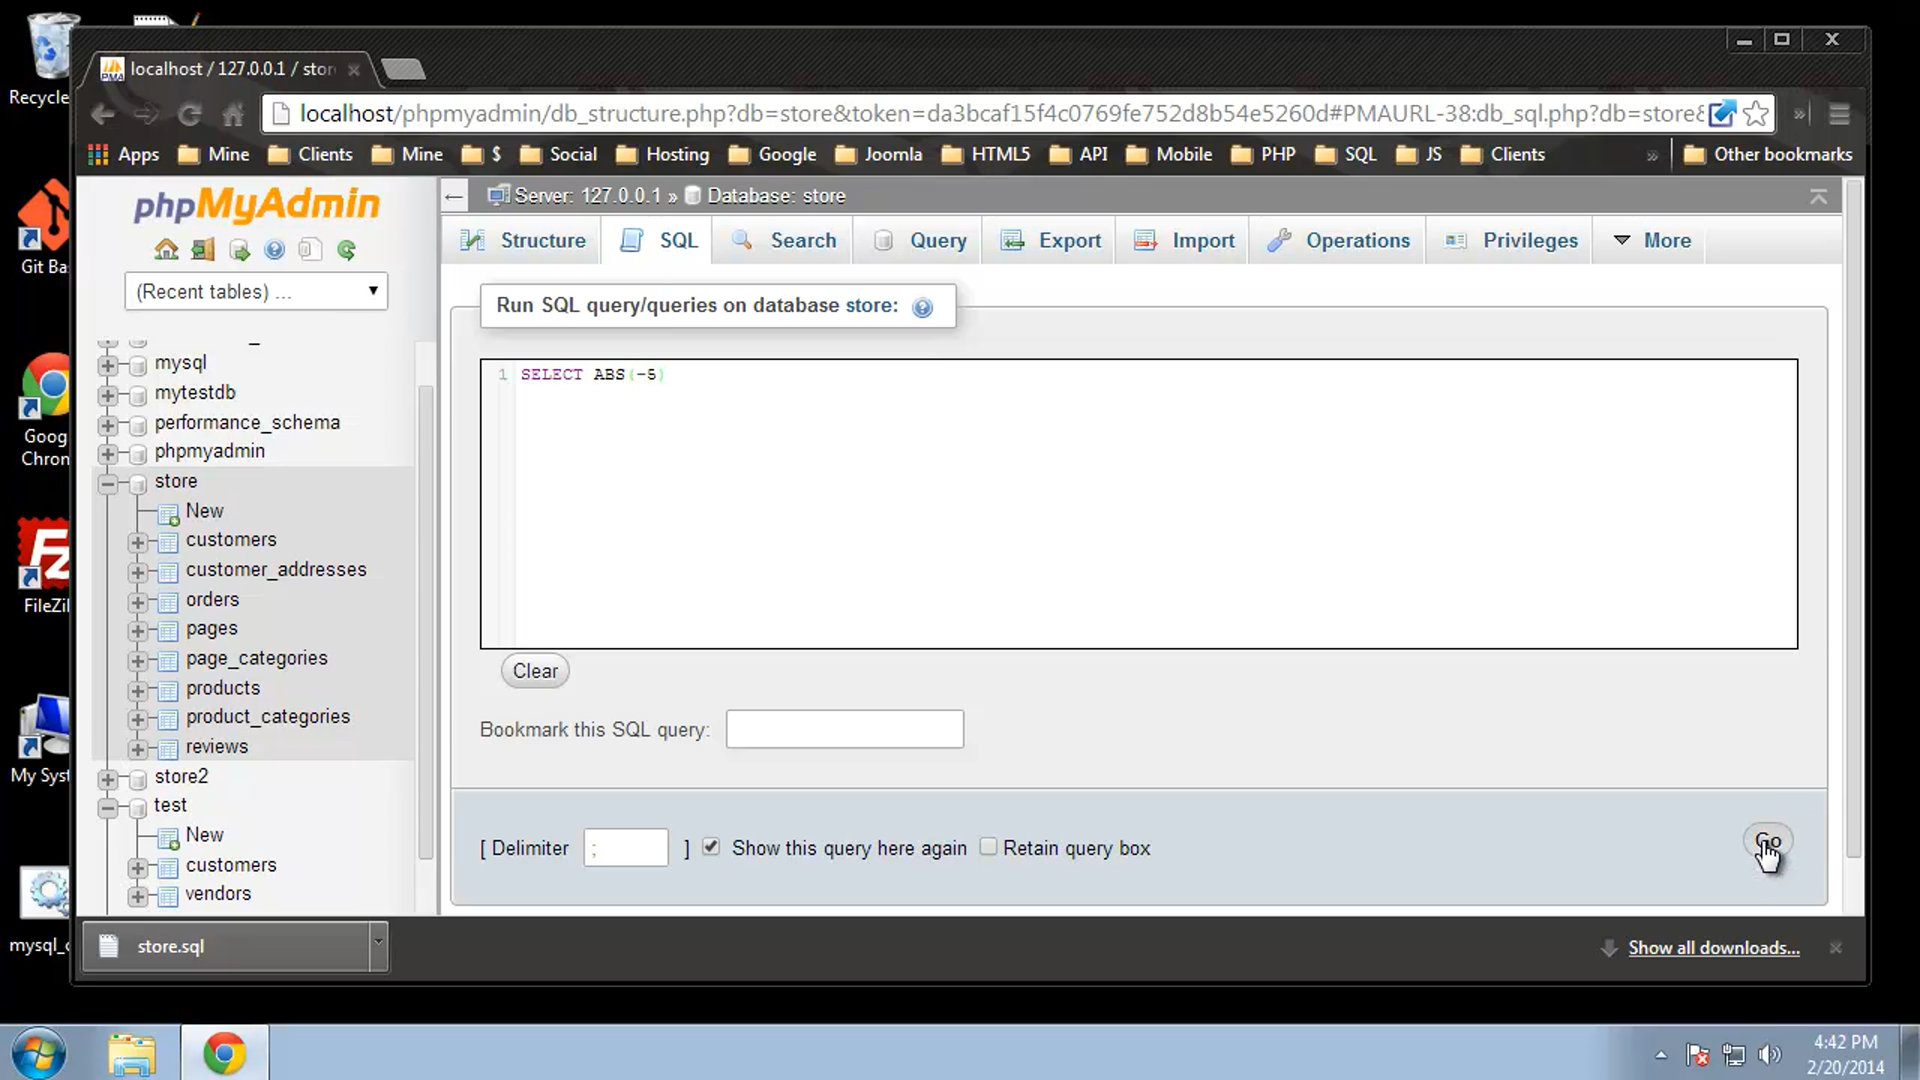 Recycle
Git Ba
Goog
Chron
FileZil
My Syst
mysql_c
localhost / 127.0.0.1 / stor
localhost/phpmyadmin/db_structure.php?db=store&token=da3bcaf15f4c0769fe752d8b54e5260d#PMAURL-38:db_sql.php?db=store&
Apps Mine Clients Mine $ Social Hosting Google Joomla HTML5 API Mobile PHP SQL JS Clients » Other bookmarks
phpMyAdmin
(Recent tables) ...
mysql
mytestdb
performance_schema
phpmyadmin
store
New
customers
customer_addresses
orders
pages
page_categories
products
product_categories
reviews
store2
test
New
customers
vendors
Server: 127.0.0.1 » Database: store
Structure SQL Search Query Export Import Operations Privileges More
Run SQL query/queries on database store:
1 SELECT ABS(-5)
Clear
Bookmark this SQL query:
[ Delimiter ; ] Show this query here again Retain query box
Go
store.sql
Show all downloads...
4:42 PM
2/20/2014